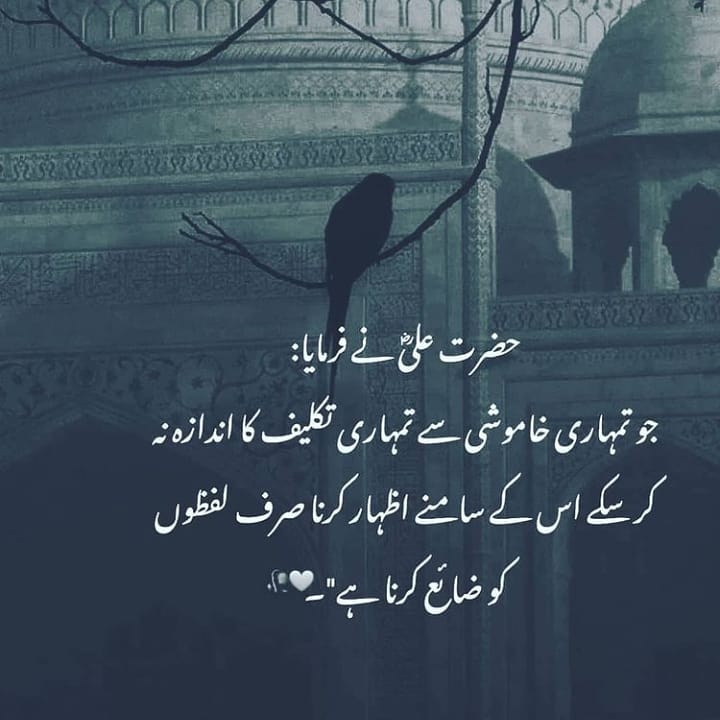 حضرت علیؓ نے فرمایا:
جو تمہاری خاموشی سے تمہاری تکلیف کا اندازہ نہ
کر سکے اس کے سامنے اظہار کرنا صرف لفظوں
کو ضائع کرنا ہے"۔🤍🥀